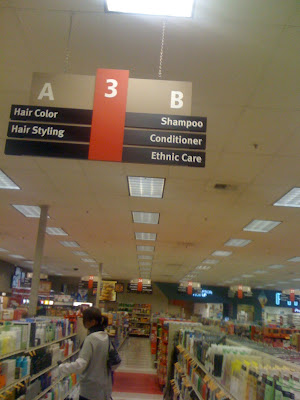 A 3 B
Hair Color
Shampoo
Hair Styling
Conditioner
Ethnic Care